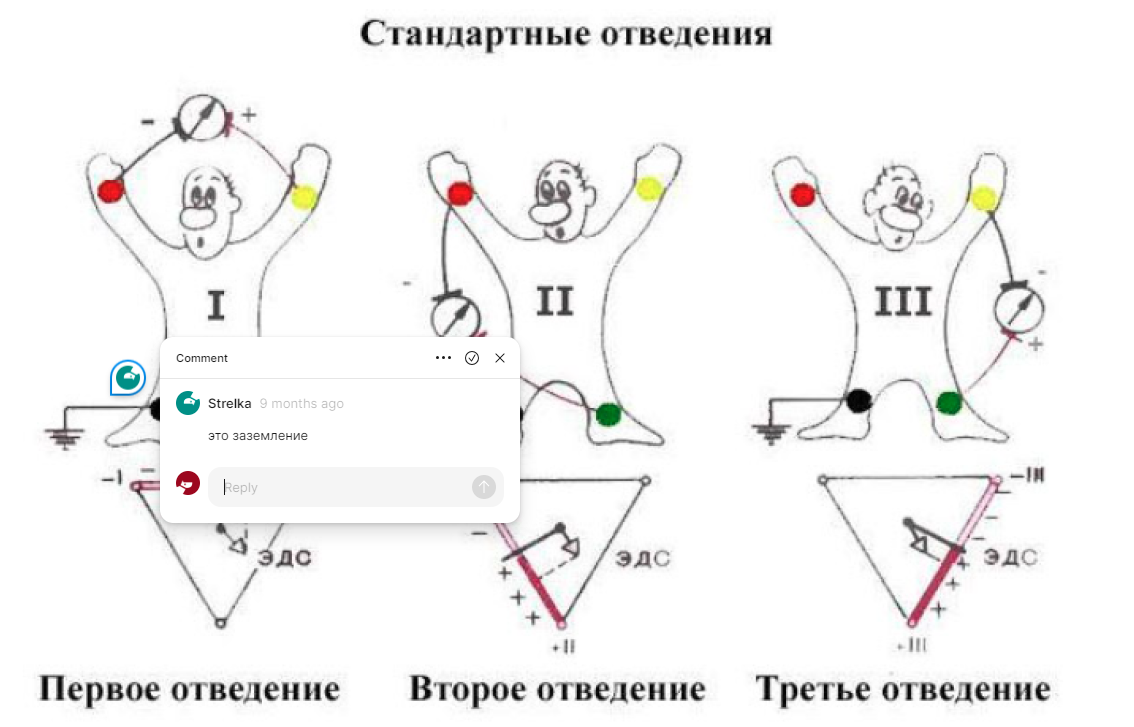 Стандартные отведения
- +
I
II
-
III
-
+
Comment
Strelka 9 months ago
это заземление
Reply
-I -
ЭДС
-
+
+
+
+II
ЭДС
-III
-
-
+
+
-III
ЭДС
Первое отведение
Второе отведение
Третье отведение